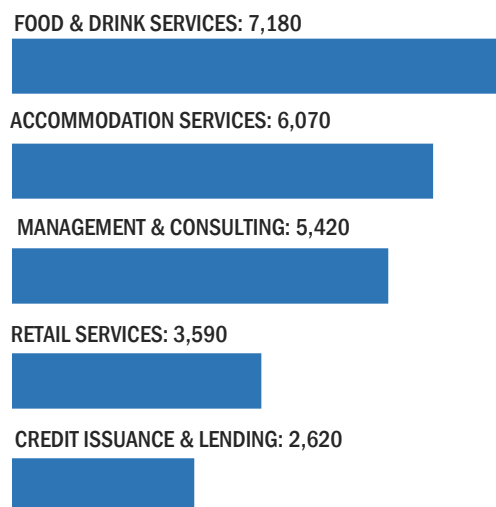 FOOD & DRINK SERVICES: 7,180
ACCOMMODATION SERVICES: 6,070
MANAGEMENT & CONSULTING: 5,420
RETAIL SERVICES: 3,590
CREDIT ISSUANCE & LENDING: 2,620